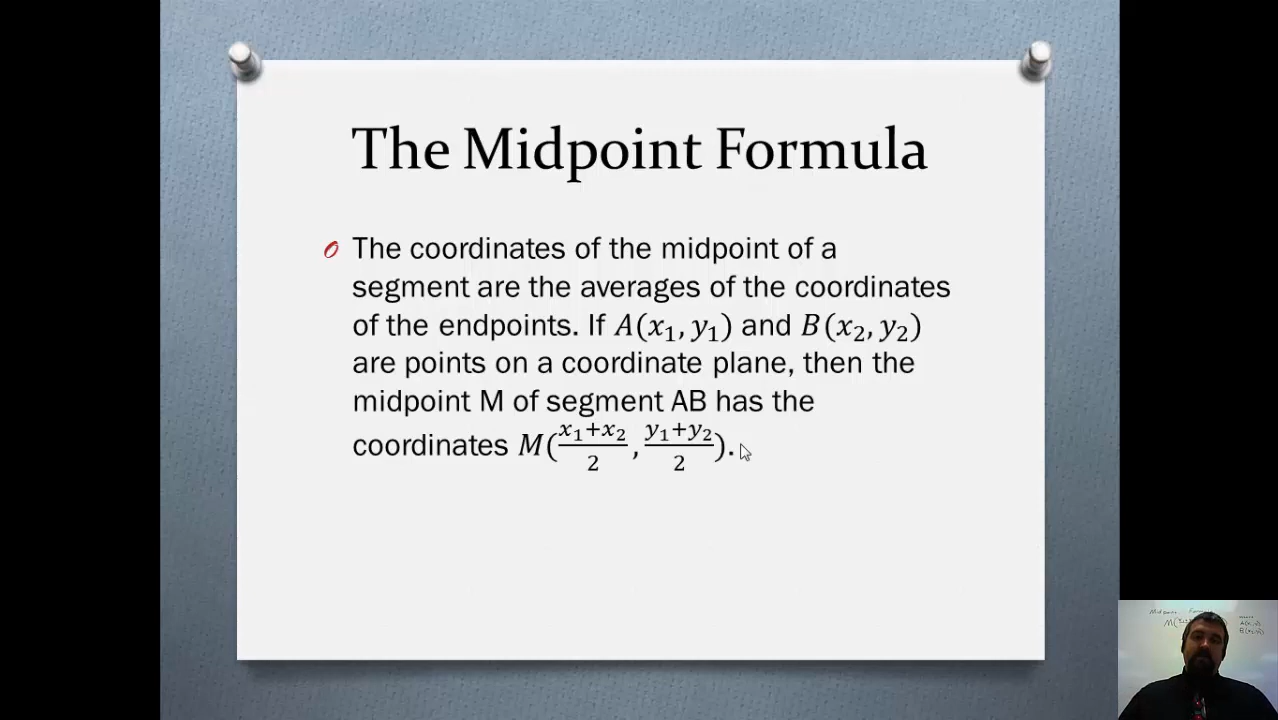 The Midpoint Formula
The coordinates of the midpoint of a
segment are the averages of the coordinates
of the endpoints. If A(x₁, y₁) and B(x₂, y₂)
are points on a coordinate plane, then the
midpoint M of segment AB has the
coordinates M(x₁+x₂/2, y₁+y₂/2).
Midpoint Formula